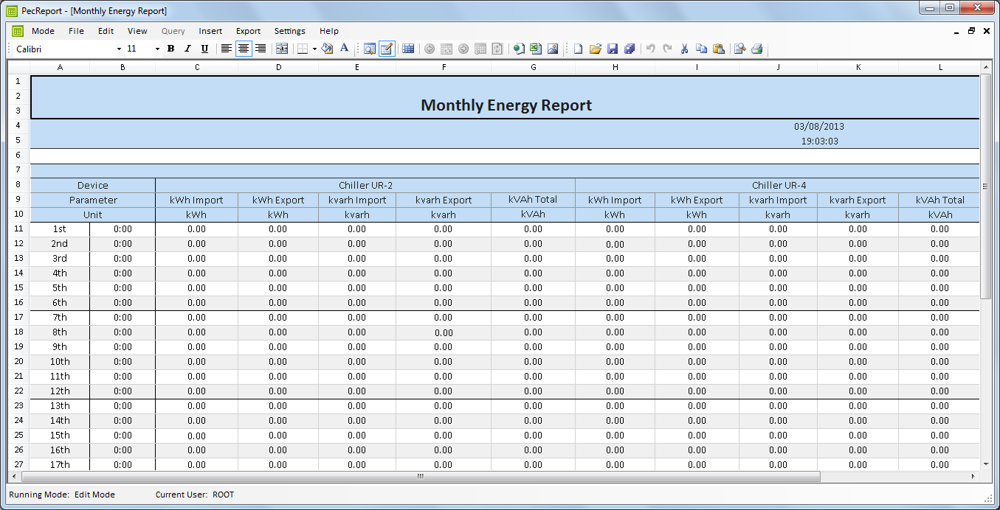 PecReport - [Monthly Energy Report]
Mode File Edit View Query Insert Export Settings Help
Calibri 11 B I U A
A B C D E F G H I J K L
1
2
3 Monthly Energy Report
4 03/08/2013
5 19:03:03
6
7
8 Device Chiller UR-2 Chiller UR-4
9 Parameter kWh Import kWh Export kvarh Import kvarh Export kVAh Total kWh Import kWh Export kvarh Import kvarh Export kVAh Total
10 Unit kWh kWh kvarh kvarh kVAh kWh kWh kvarh kvarh kVAh
11 1st 0:00 0.00 0.00 0.00 0.00 0.00 0.00 0.00 0.00 0.00 0.00
12 2nd 0:00 0.00 0.00 0.00 0.00 0.00 0.00 0.00 0.00 0.00 0.00
13 3rd 0:00 0.00 0.00 0.00 0.00 0.00 0.00 0.00 0.00 0.00 0.00
14 4th 0:00 0.00 0.00 0.00 0.00 0.00 0.00 0.00 0.00 0.00 0.00
15 5th 0:00 0.00 0.00 0.00 0.00 0.00 0.00 0.00 0.00 0.00 0.00
16 6th 0:00 0.00 0.00 0.00 0.00 0.00 0.00 0.00 0.00 0.00 0.00
17 7th 0:00 0.00 0.00 0.00 0.00 0.00 0.00 0.00 0.00 0.00 0.00
18 8th 0:00 0.00 0.00 0.00 0.00 0.00 0.00 0.00 0.00 0.00 0.00
19 9th 0:00 0.00 0.00 0.00 0.00 0.00 0.00 0.00 0.00 0.00 0.00
20 10th 0:00 0.00 0.00 0.00 0.00 0.00 0.00 0.00 0.00 0.00 0.00
21 11th 0:00 0.00 0.00 0.00 0.00 0.00 0.00 0.00 0.00 0.00 0.00
22 12th 0:00 0.00 0.00 0.00 0.00 0.00 0.00 0.00 0.00 0.00 0.00
23 13th 0:00 0.00 0.00 0.00 0.00 0.00 0.00 0.00 0.00 0.00 0.00
24 14th 0:00 0.00 0.00 0.00 0.00 0.00 0.00 0.00 0.00 0.00 0.00
25 15th 0:00 0.00 0.00 0.00 0.00 0.00 0.00 0.00 0.00 0.00 0.00
26 16th 0:00 0.00 0.00 0.00 0.00 0.00 0.00 0.00 0.00 0.00 0.00
27 17th 0:00 0.00 0.00 0.00 0.00 0.00 0.00 0.00 0.00 0.00 0.00
Running Mode: Edit Mode Current User: ROOT